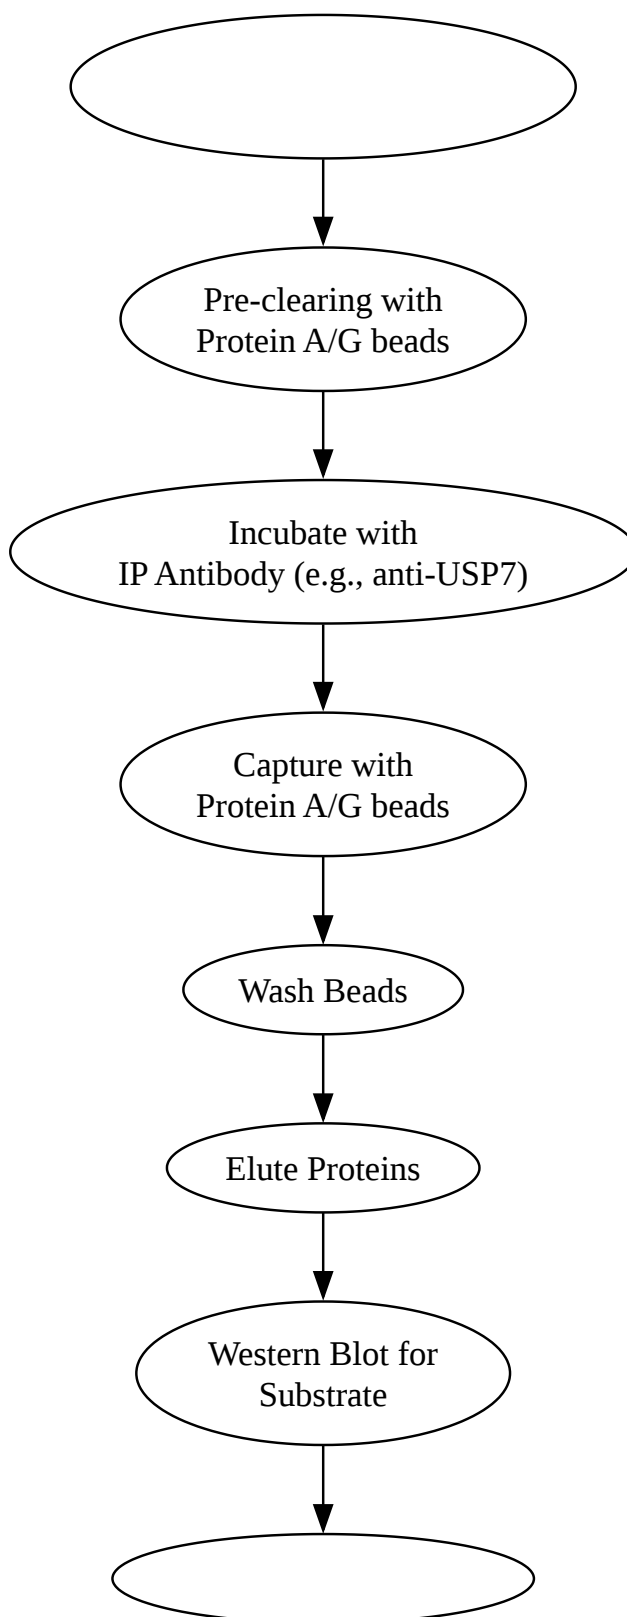 Pre-clearing with
Protein A/G beads
Incubate with
IP Antibody (e.g., anti-USP7)
Capture with
Protein A/G beads
Wash Beads
Elute Proteins
Western Blot for
Substrate